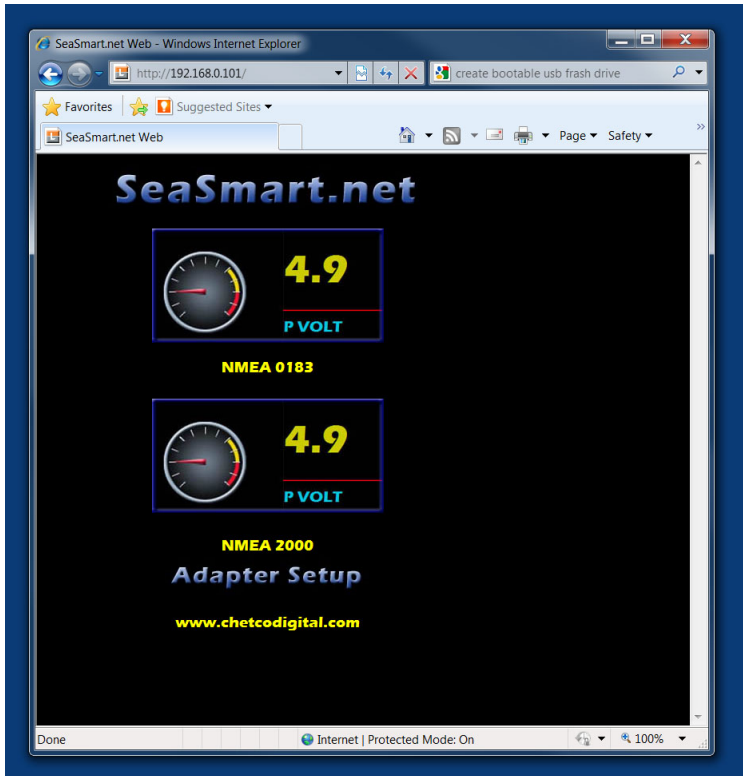 SeaSmart.net Web - Windows Internet Explorer
http://192.168.0.101/
create bootable usb frash drive
Favorites
Suggested Sites
SeaSmart.net Web
Page
Safety
»
SeaSmart.net
4.9
P VOLT
NMEA 0183
4.9
P VOLT
NMEA 2000
Adapter Setup
www.chetcodigital.com
Done
Internet | Protected Mode: On
100%